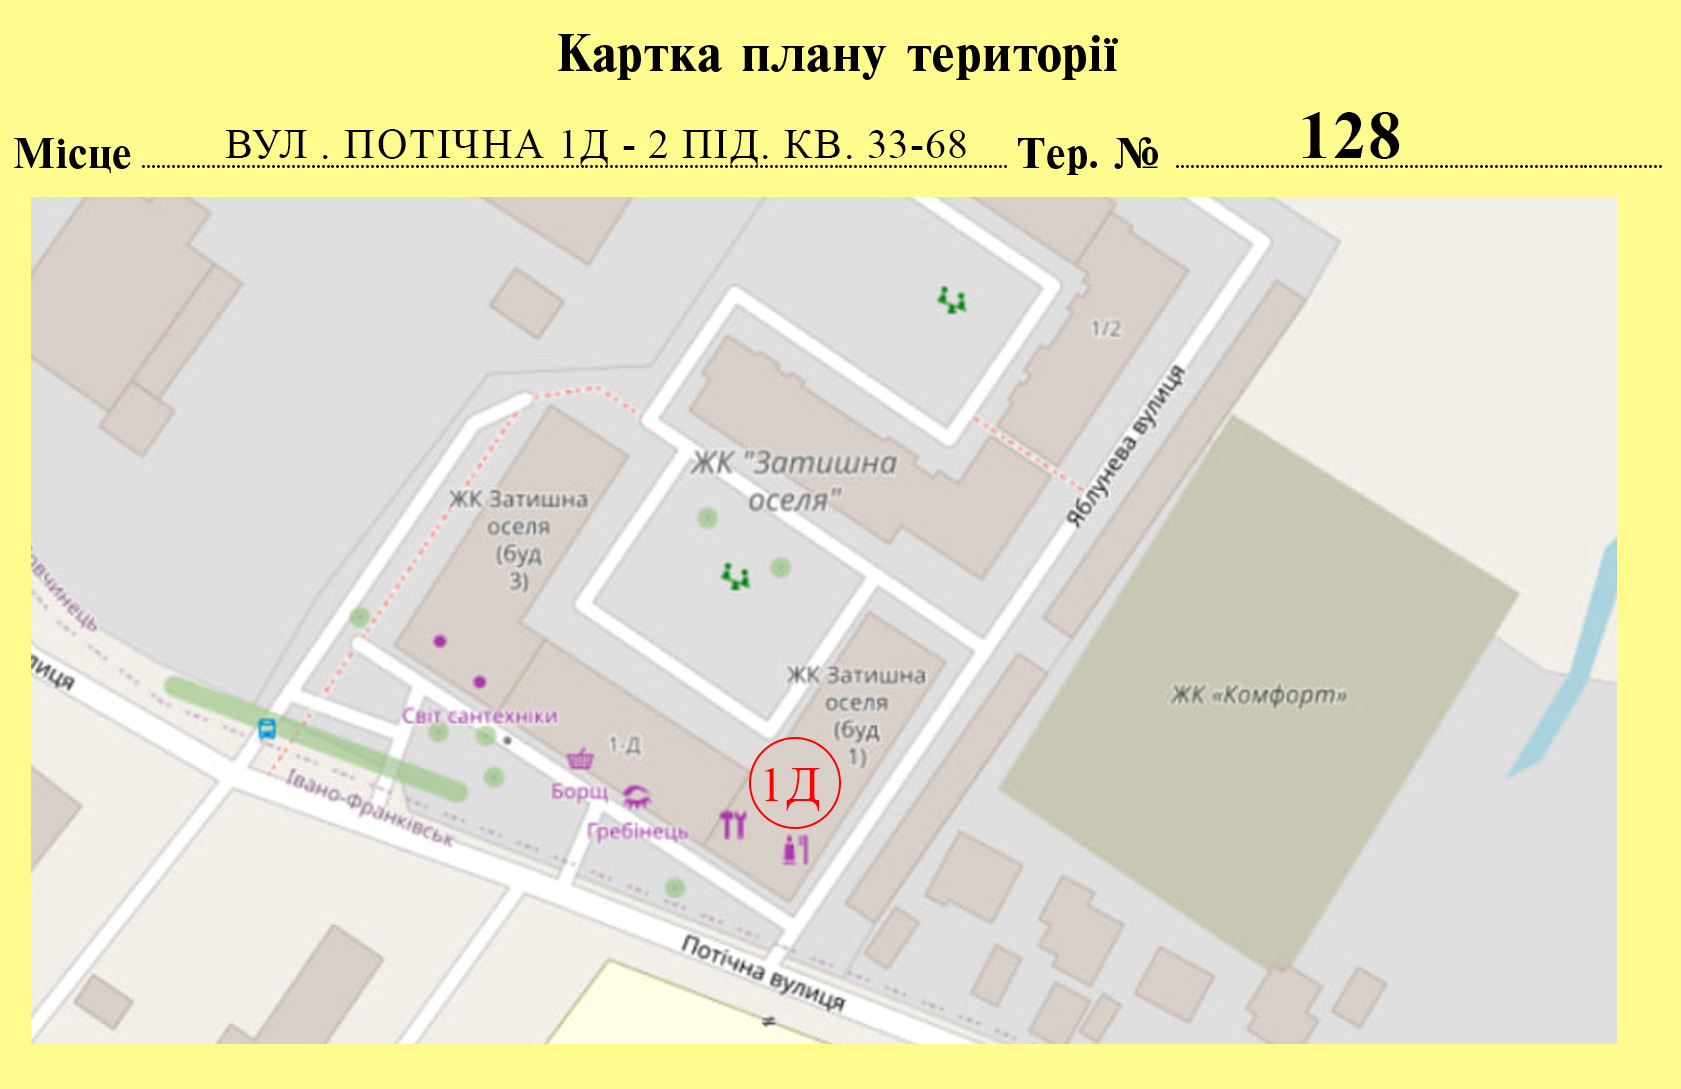 Картка плану території
Місце ВУЛ . ПОТІЧНА 1Д - 2 ПІД. КВ. 33-68 Тер. № 128
1/2
Яблунева вулиця
ЖК "Затишна
оселя"
ЖК Затишна
оселя
(буд
3)
ЖК Затишна
оселя
(буд
1)
ЖК «Комфорт»
Світ сантехніки
1-Д
1Д
Борщ
Гребінець
Івано-Франківськ
Потічна вулиця